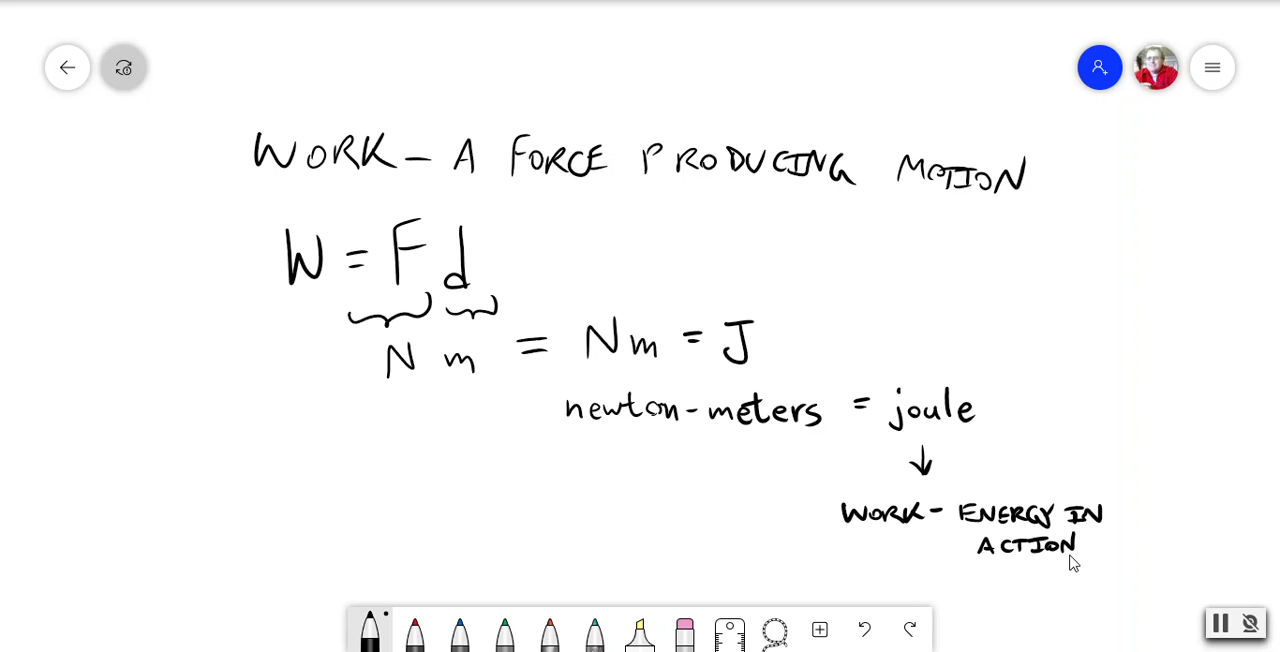 WORK - A FORCE PRODUCING MOTION
W = F d
N m = Nm = J
newton-meters = joule
↓
WORK - ENERGY IN
ACTION